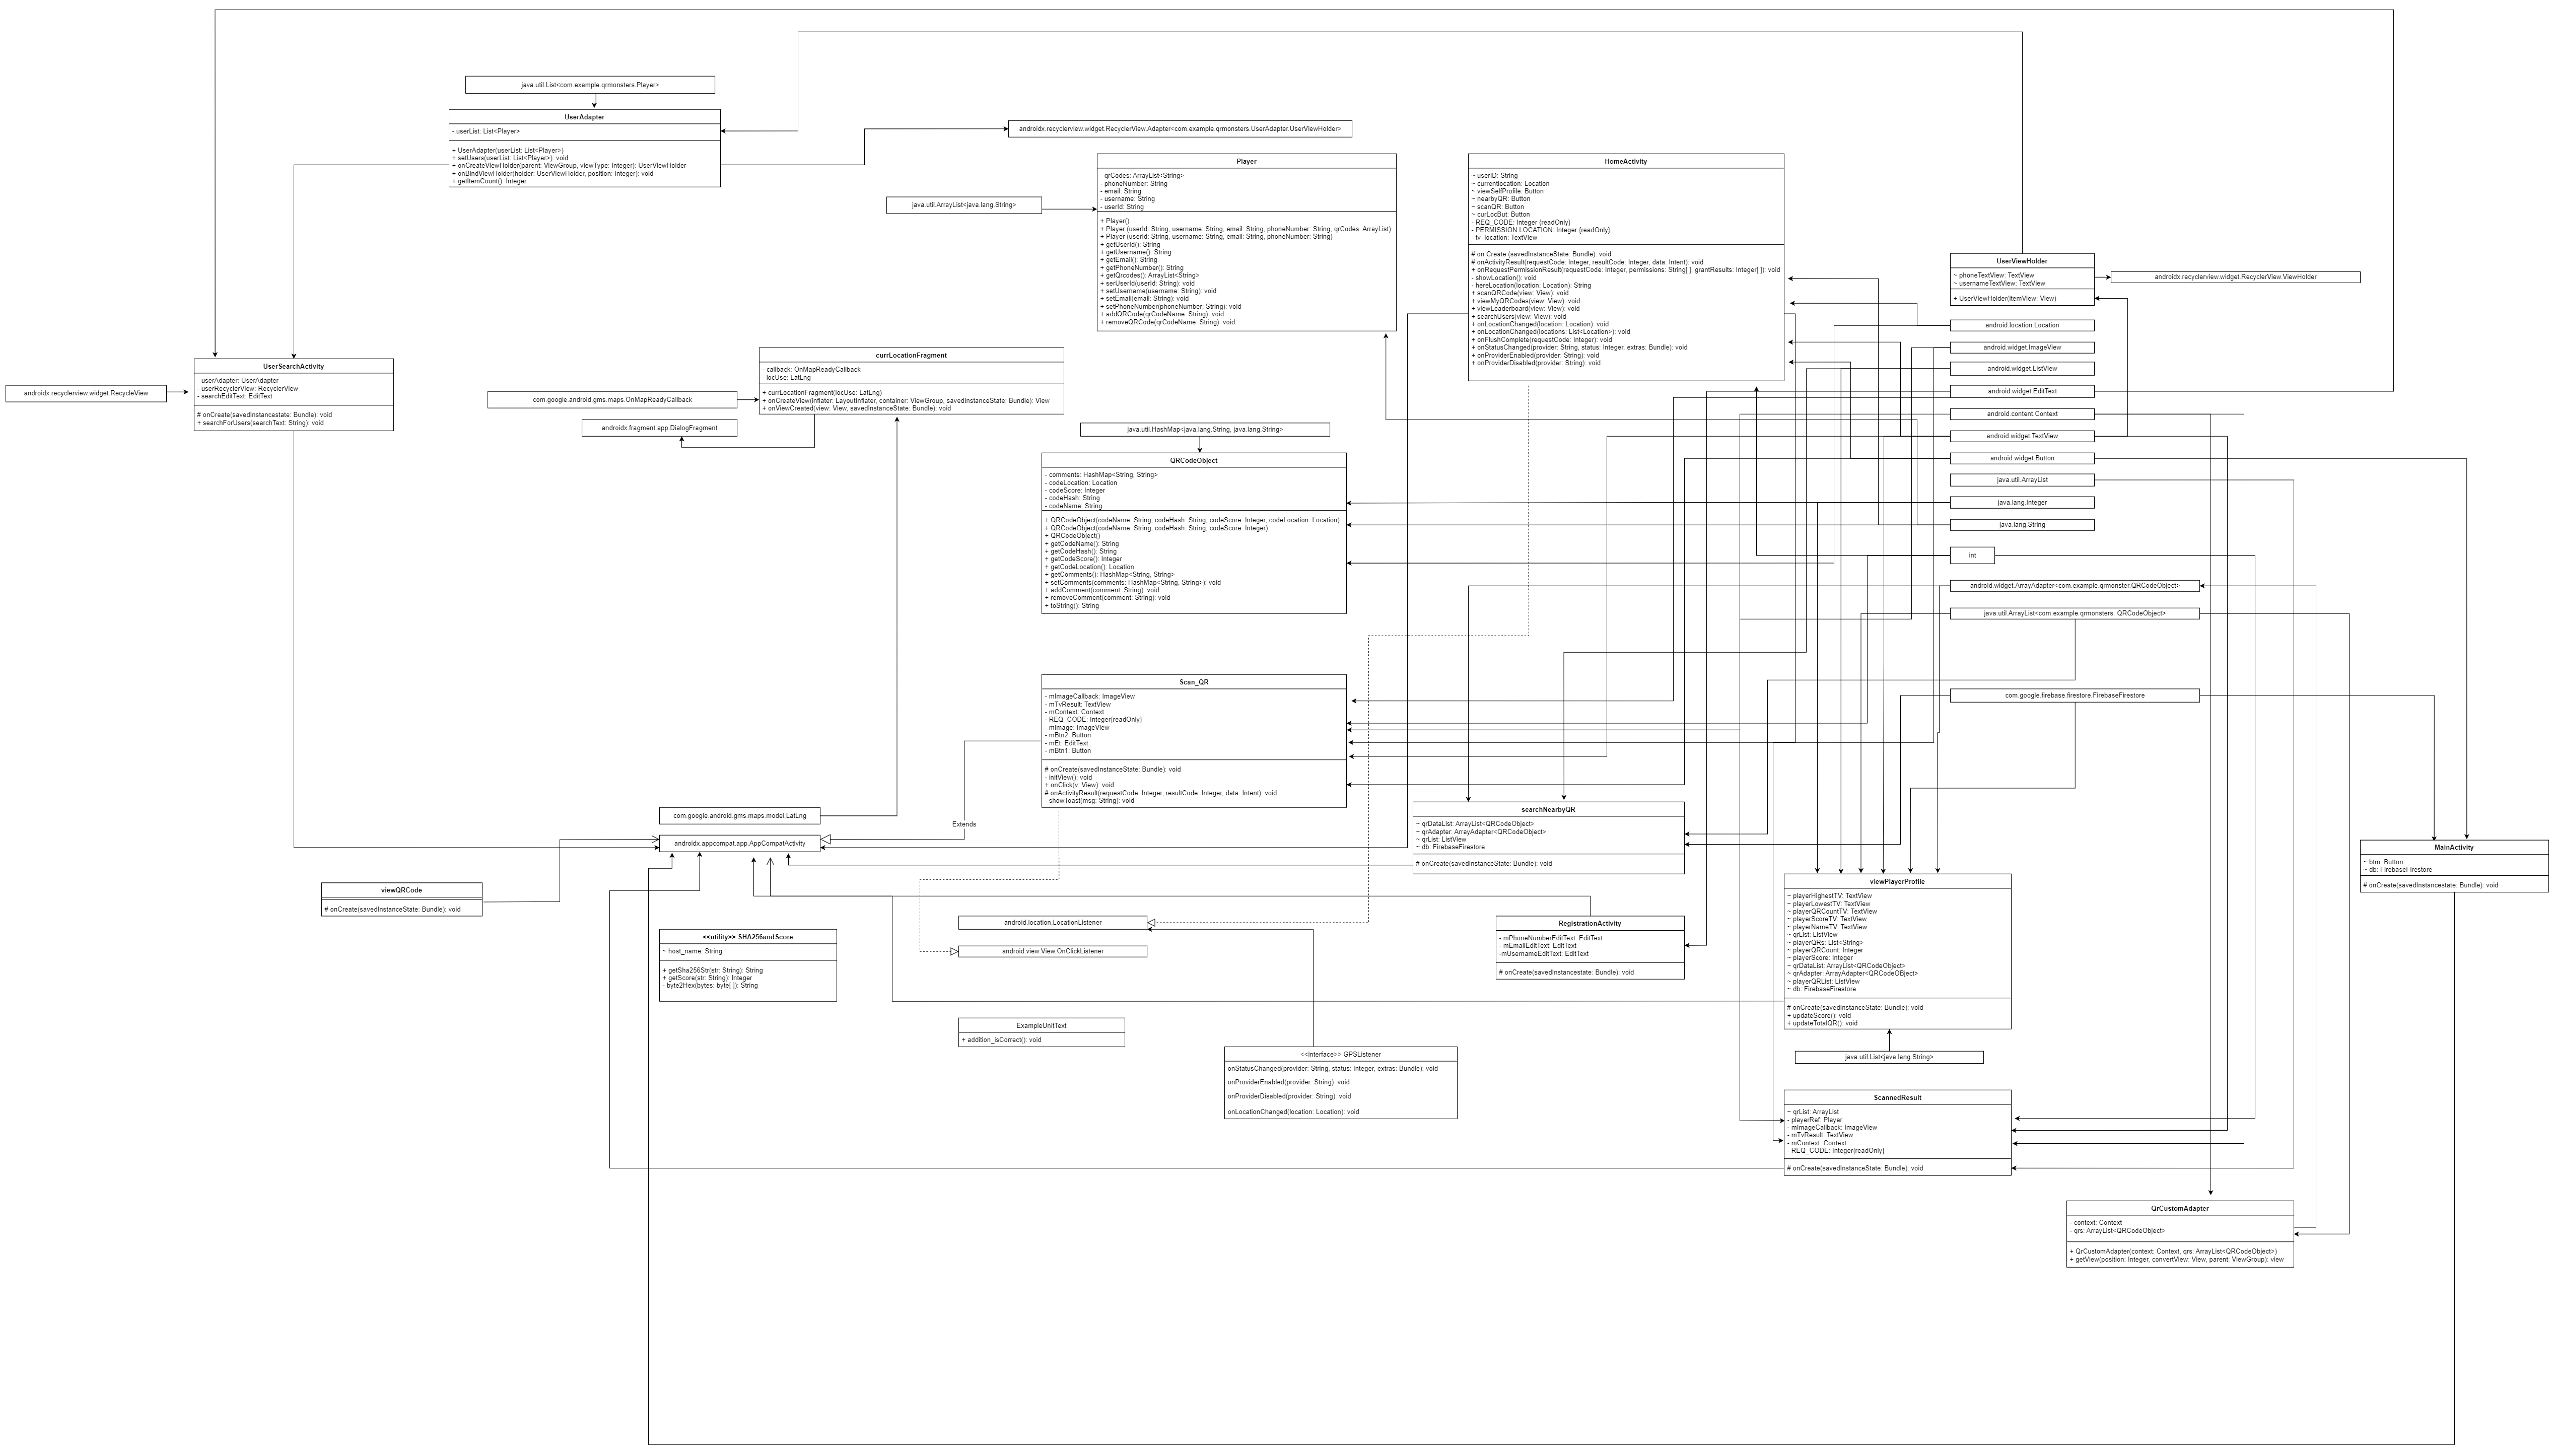 java.util.List<com.example.qrmonsters.Player>
UserAdapter
- userList: List<Player>
+ UserAdapter(userList: List<Player>)
+ setUsers(userList: List<Player>): void
+ onCreateViewHolder(parent: ViewGroup, viewType: Integer): UserViewHolder
+ onBindViewHolder(holder: UserViewHolder, position: Integer): void
+ getItemCount(): Integer
androidx.recyclerview.widget.RecyclerView.Adapter<com.example.qrmonsters.UserAdapter.UserViewHolder>
java.util.ArrayList<java.lang.String>
Player
- qrCodes: ArrayList<String>
- phoneNumber: String
- email: String
- username: String
- userId: String
+ Player()
+ Player (userId: String, username: String, email: String, phoneNumber: String, qrCodes: ArrayList)
+ Player (userId: String, username: String, email: String, phoneNumber: String)
+ getUserId(): String
+ getUsername(): String
+ getEmail(): String
+ getPhoneNumber(): String
+ getQrcodes(): ArrayList<String>
+ serUserId(userId: String): void
+ setUsername(username: String): void
+ setEmail(email: String): void
+ setPhoneNumber(phoneNumber: String): void
+ addQRCode(qrCodeName: String): void
+ removeQRCode(qrCodeName: String): void
HomeActivity
~ userID: String
~ currentlocation: Location
~ viewSelfProfile: Button
~ nearbyQR: Button
~ scanQR: Button
~ curLocBut: Button
- REQ_CODE: Integer {readOnly}
- PERMISSION LOCATION: Integer {readOnly}
- tv_location: TextView
# on Create (savedInstanceState: Bundle): void
# onActivityResult(requestCode: Integer, resultCode: Integer, data: Intent): void
+ onRequestPermissionResult(requestCode: Integer, permissions: String[ ], grantResults: Integer[ ]): void
- showLocation(): void
- hereLocation(location: Location): String
+ scanQRCode(view: View): void
+ viewMyQRCodes(view: View): void
+ viewLeaderboard(view: View): void
+ searchUsers(view: View): void
+ onLocationChanged(location: Location): void
+ onLocationChanged(locations: List<Location>): void
+ onFlushComplete(requestCode: Integer): void
+ onStatusChanged(provider: String, status: Integer, extras: Bundle): void
+ onProviderEnabled(provider: String): void
+ onProviderDisabled(provider: String): void
UserViewHolder
~ phoneTextView: TextView
~ usernameTextView: TextView
+ UserViewHolder(itemView: View)
androidx.recyclerview.widget.RecyclerView.ViewHolder
android.location.Location
android.widget.ImageView
android.widget.ListView
android.widget.EditText
android.content.Context
android.widget.TextView
android.widget.Button
java.util.ArrayList
java.lang.Integer
java.lang.String
int
android.widget.ArrayAdapter<com.example.qrmonster.QRCodeObject>
java.util.ArrayList<com.example.qrmonsters. QRCodeObject>
com.google.firebase.firestore.FirebaseFirestore
androidx.recyclerview.widget.RecycleView
UserSearchActivity
- userAdapter: UserAdapter
- userRecyclerView: RecyclerView
- searchEditText: EditText
# onCreate(savedInstancestate: Bundle): void
+ searchForUsers(searchText: String): void
currLocationFragment
- callback: OnMapReadyCallback
- locUse: LatLng
+ currLocationFragment(locUse: LatLng)
+ onCreateView(inflater: LayoutInflater, container: ViewGroup, savedInstanceState: Bundle): View
+ onViewCreated(view: View, savedInstanceState: Bundle): void
com.google.android.gms.maps.OnMapReadyCallback
androidx.fragment.app.DialogFragment
java.util.HashMap<java.lang.String, java.lang.String>
QRCodeObject
- comments: HashMap<String, String>
- codeLocation: Location
- codeScore: Integer
- codeHash: String
- codeName: String
+ QRCodeObject(codeName: String, codeHash: String, codeScore: Integer, codeLocation: Location)
+ QRCodeObject(codeName: String, codeHash: String, codeScore: Integer)
+ QRCodeObject()
+ getCodeName(): String
+ getCodeHash(): String
+ getCodeScore(): Integer
+ getCodeLocation(): Location
+ getComments(): HashMap<String, String>
+ setComments(comments: HashMap<String, String>): void
+ addComment(comment: String): void
+ removeComment(comment: String): void
+ toString(): String
Scan_QR
- mImageCallback: ImageView
- mTvResult: TextView
- mContext: Context
- REQ_CODE: Integer{readOnly}
- mImage: ImageView
- mBtn2: Button
- mEt: EditText
- mBtn1: Button
# onCreate(savedInstanceState: Bundle): void
- initView(): void
+ onClick(v: View): void
# onActivityResult(requestCode: Integer, resultCode: Integer, data: Intent): void
- showToast(msg: String): void
com.google.android.gms.maps.model.LatLng
Extends
androidx.appcompat.app.AppCompatActivity
searchNearbyQR
~ qrDataList: ArrayList<QRCodeObject>
~ qrAdapter: ArrayAdapter<QRCodeObject>
~ qrList: ListView
~ db: FirebaseFirestore
# onCreate(savedInstanceState: Bundle): void
MainActivity
~ btm: Button
~ db: FirebaseFirestore
# onCreate(savedInstancestate: Bundle): void
viewQRCode
# onCreate(savedInstanceState: Bundle): void
viewPlayerProfile
~ playerHighestTV: TextView
~ playerLowestTV: TextView
~ playerQRCountTV: TextView
~ playerScoreTV: TextView
~ playerNameTV: TextView
~ qrList: ListView
~ playerQRs: List<String>
~ playerQRCount: Integer
~ playerScore: Integer
~ qrDataList: ArrayList<QRCodeObject>
~ qrAdapter: ArrayAdapter<QRCodeOBject>
~ playerQRList: ListView
~ db: FirebaseFirestore
# onCreate(savedInstanceState: Bundle): void
+ updateScore(): void
+ updateTotalQR(): void
android.location.LocationListener
android.view.View.OnClickListener
RegistrationActivity
- mPhoneNumberEditText: EditText
- mEmailEditText: EditText
-mUsernameEditText: EditText
# onCreate(savedInstancestate: Bundle): void
<<utility>> SHA256andScore
~ host_name: String
+ getSha256Str(str: String): String
+ getScore(str: String): Integer
- byte2Hex(bytes: byte[ ]): String
ExampleUnitText
+ addition_isCorrect(): void
<<interface>> GPSListener
onStatusChanged(provider: String, status: Integer, extras: Bundle): void
onProviderEnabled(provider: String): void
onProviderDisabled(provider: String): void
onLocationChanged(location: Location): void
java.util.List<java.lang.String>
ScannedResult
~ qrList: ArrayList
- playerRef: Player
- mImageCallback: ImageView
- mTvResult: TextView
- mContext: Context
- REQ_CODE: Integer{readOnly}
# onCreate(savedInstanceState: Bundle): void
QrCustomAdapter
- context: Context
- qrs: ArrayList<QRCodeObject>
+ QrCustomAdapter(context: Context, qrs: ArrayList<QRCodeObject>)
+ getView(position: Integer, convertView: View, parent: ViewGroup): view